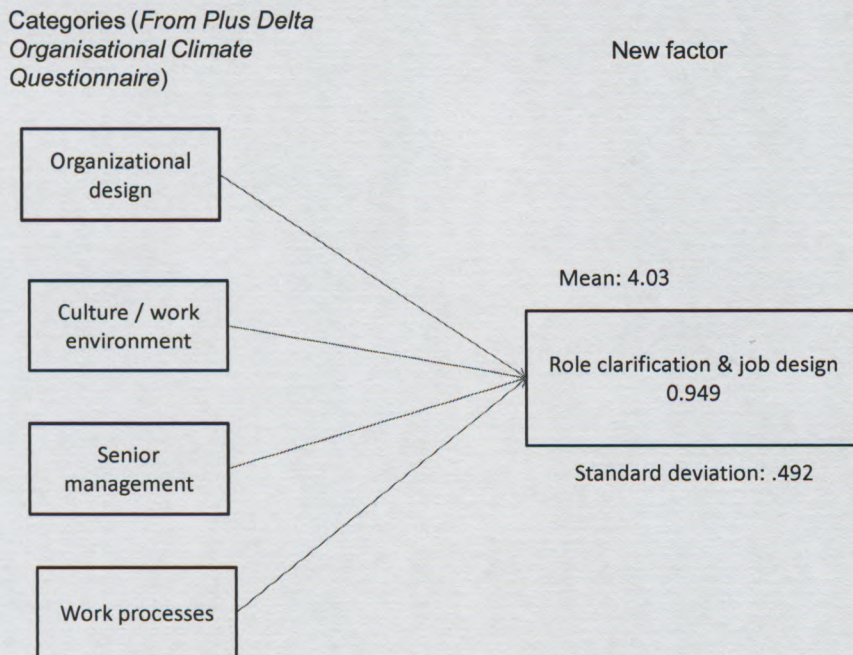 Categories (From Plus Delta
Organisational Climate
Questionnaire)
New factor
Organizational
design
Culture / work
environment
Senior
management
Work processes
Mean: 4.03
Role clarification & job design
0.949
Standard deviation: .492